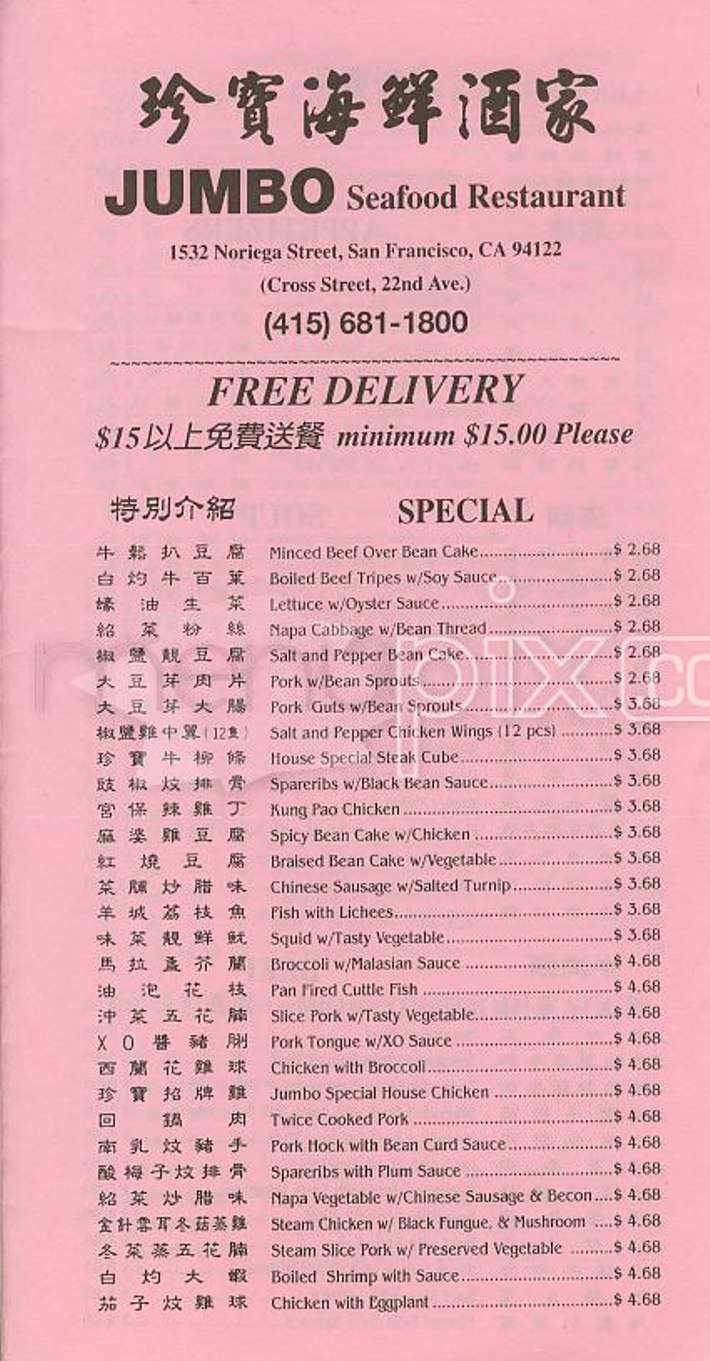 珍寶海鮮酒家
JUMBO Seafood Restaurant
1532 Noriega Street, San Francisco, CA 94122
(Cross Street, 22nd Ave.)
(415) 681-1800
FREE DELIVERY
$15以上免費送餐 minimum $15.00 Please
特別介紹 SPECIAL
牛鬆扒豆腐 Minced Beef Over Bean Cake $ 2.68
白灼牛百葉 Boiled Beef Tripes w/Soy Sauce $ 2.68
蠔油生菜 Lettuce w/Oyster Sauce $ 2.68
紹菜粉絲 Napa Cabbage w/Bean Thread $ 2.68
椒鹽靚豆腐 Salt and Pepper Bean Cake $ 2.68
大豆芽肉片 Pork w/Bean Sprouts $ 2.68
大豆芽大腸 Pork Guts w/Bean Sprouts $ 3.68
椒鹽雞中翼(12隻) Salt and Pepper Chicken Wings (12 pcs) $ 3.68
珍寶牛柳條 House Special Steak Cube $ 3.68
豉椒炆排骨 Spareribs w/Black Bean Sauce $ 3.68
宮保辣雞丁 Kung Pao Chicken $ 3.68
麻婆雞豆腐 Spicy Bean Cake w/Chicken $ 3.68
紅燒豆腐 Braised Bean Cake w/Vegetable $ 3.68
菜脯炒腊味 Chinese Sausage w/Salted Turnip $ 3.68
羊城荔枝魚 Fish with Lichees $ 3.68
味菜靚鮮魷 Squid w/Tasty Vegetable $ 3.68
馬拉盞芥蘭 Broccoli w/Malasian Sauce $ 4.68
油泡花枝 Pan Fired Cuttle Fish $ 4.68
沖菜五花腩 Slice Pork w/Tasty Vegetable $ 4.68
XO醬豬脷 Pork Tongue w/XO Sauce $ 4.68
西蘭花雞球 Chicken with Broccoli $ 4.68
珍寶招牌雞 Jumbo Special House Chicken $ 4.68
回鍋肉 Twice Cooked Pork $ 4.68
南乳炆豬手 Pork Hock with Bean Curd Sauce $ 4.68
酸梅子炆排骨 Spareribs with Plum Sauce $ 4.68
紹菜炒腊味 Napa Vegetable w/Chinese Sausage & Becon $ 4.68
金針雲耳冬菇蒸雞 Steam Chicken w/ Black Fungue, & Mushroom $ 4.68
冬菜蒸五花腩 Steam Slice Pork w/ Preserved Vegetable $ 4.68
白灼大蝦 Boiled Shrimp with Sauce $ 4.68
茄子炆雞球 Chicken with Eggplant $ 4.68